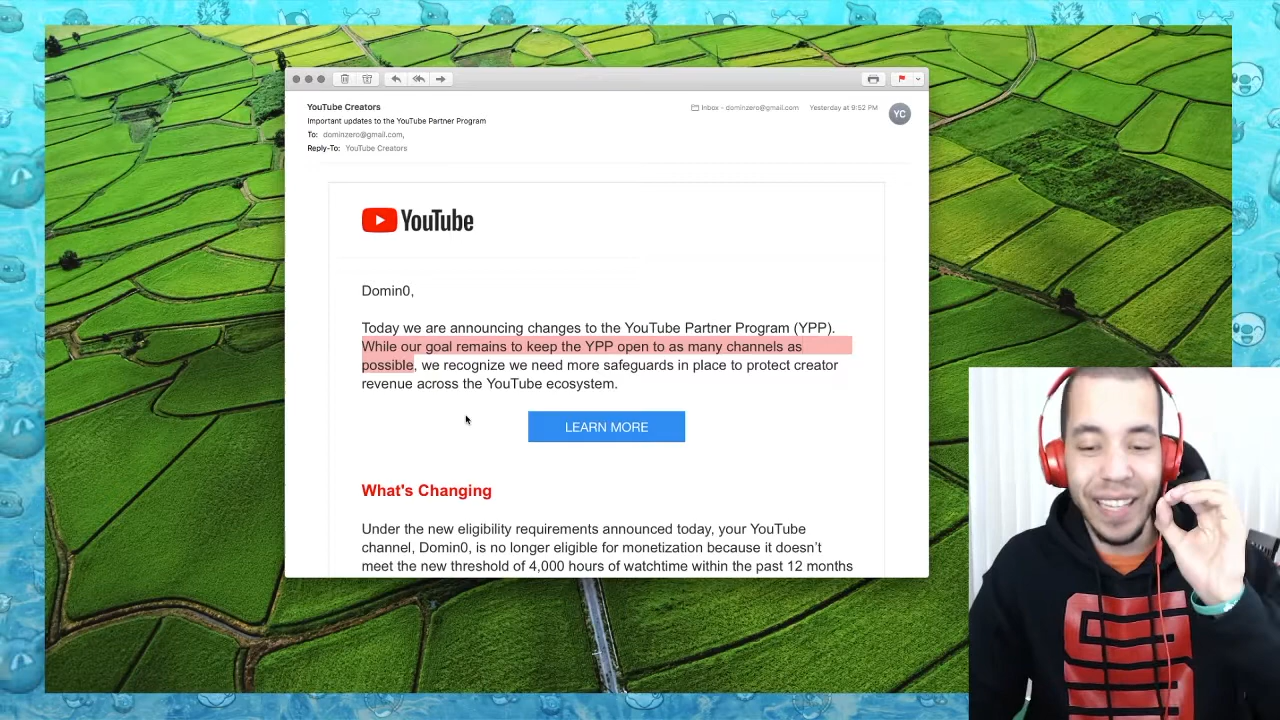 YouTube Creators
Inbox - dominzero@gmail.com Yesterday at 9:52 PM
YC
Important updates to the YouTube Partner Program
To: dominzero@gmail.com,
Reply-To: YouTube Creators
YouTube
Domin0,
Today we are announcing changes to the YouTube Partner Program (YPP).
While our goal remains to keep the YPP open to as many channels as
possible, we recognize we need more safeguards in place to protect creator
revenue across the YouTube ecosystem.
LEARN MORE
What's Changing
Under the new eligibility requirements announced today, your YouTube
channel, Domin0, is no longer eligible for monetization because it doesn’t
meet the new threshold of 4,000 hours of watchtime within the past 12 months